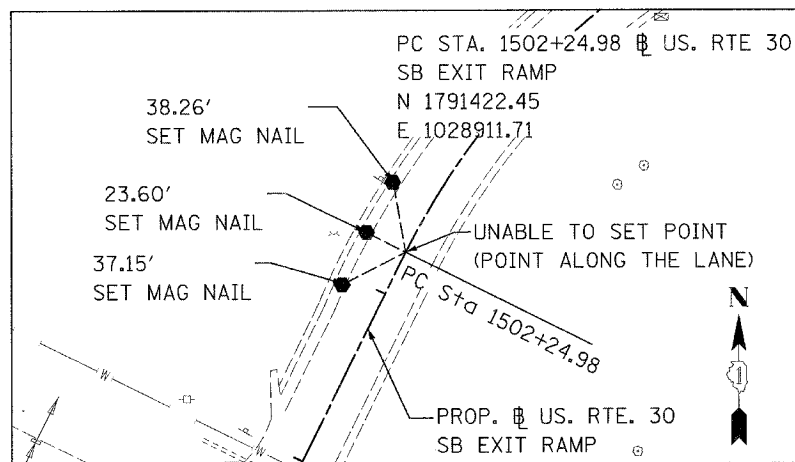 PC STA. 1502+24.98 ⅊ US. RTE 30
SB EXIT RAMP
N 1791422.45
E 1028911.71
38.26'
SET MAG NAIL
23.60'
SET MAG NAIL
37.15'
SET MAG NAIL
UNABLE TO SET POINT
(POINT ALONG THE LANE)
PC Sta 1502+24.98
N
1
PROP. ⅊ US. RTE. 30
SB EXIT RAMP
W
W